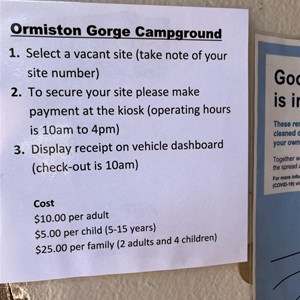 Ormiston Gorge Campground
1. Select a vacant site (take note of your
site number)
2. To secure your site please make
payment at the kiosk (operating hours
is 10am to 4pm)
3. Display receipt on vehicle dashboard
(check-out is 10am)
Cost
$10.00 per adult
$5.00 per child (5-15 years)
$25.00 per family (2 adults and 4 children)
is i
These
cleaned
your own
Together
the spread
For more
(COVID-19)